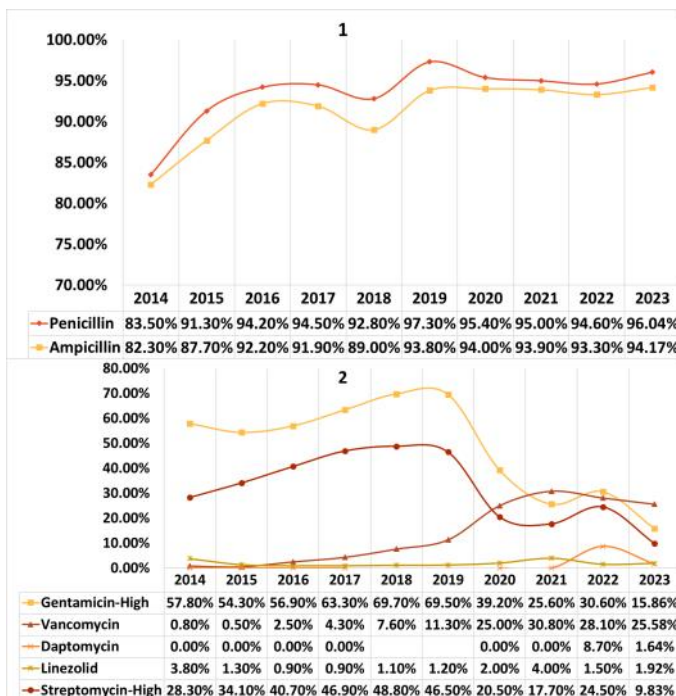 1
100.00%
95.00%
90.00%
85.00%
80.00%
75.00%
70.00%
2014 2015 2016 2017 2018 2019 2020 2021 2022 2023
Penicillin 83.50% 91.30% 94.20% 94.50% 92.80% 97.30% 95.40% 95.00% 94.60% 96.04%
Ampicillin 82.30% 87.70% 92.20% 91.90% 89.00% 93.80% 94.00% 93.90% 93.30% 94.17%
2
80.00%
70.00%
60.00%
50.00%
40.00%
30.00%
20.00%
10.00%
0.00%
2014 2015 2016 2017 2018 2019 2020 2021 2022 2023
Gentamicin-High 57.80% 54.30% 56.90% 63.30% 69.70% 69.50% 39.20% 25.60% 30.60% 15.86%
Vancomycin 0.80% 0.50% 2.50% 4.30% 7.60% 11.30% 25.00% 30.80% 28.10% 25.58%
Daptomycin 0.00% 0.00% 0.00% 0.00% 0.00% 0.00% 8.70% 1.64%
Linezolid 3.80% 1.30% 0.90% 0.90% 1.10% 1.20% 2.00% 4.00% 1.50% 1.92%
Streptomycin-High 28.30% 34.10% 40.70% 46.90% 48.80% 46.50% 20.50% 17.70% 24.50% 9.83%